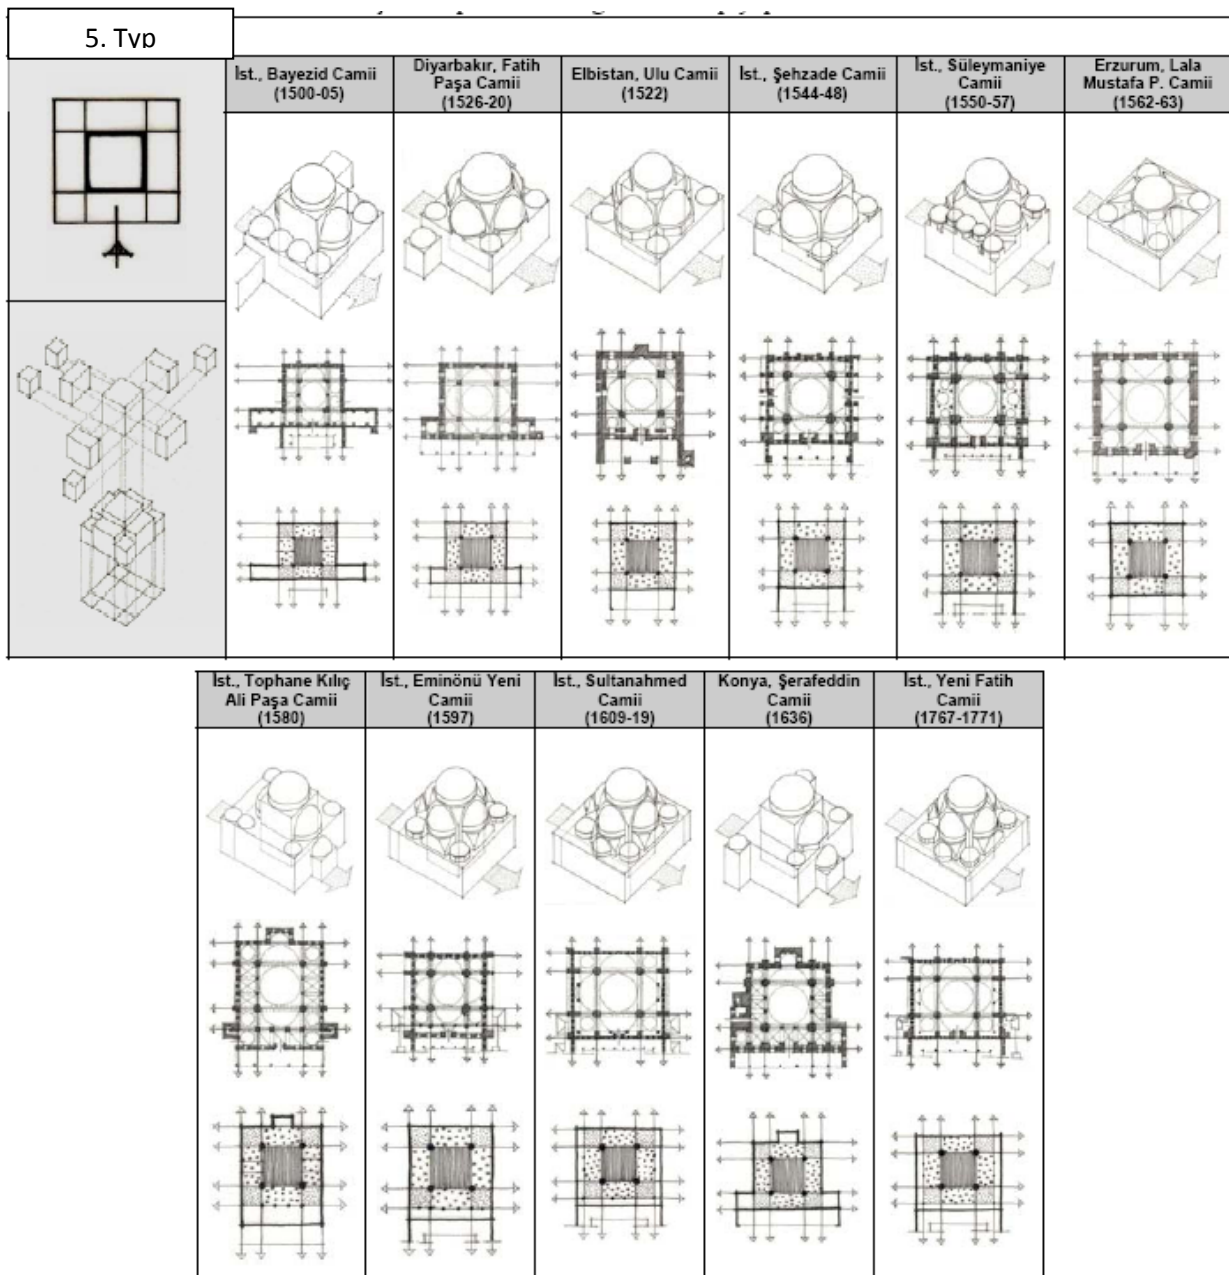 5. Typ
İst., Bayezid Camii
(1500-05)
Diyarbakır, Fatih
Paşa Camii
(1526-20)
Elbistan, Ulu Camii
(1522)
İst., Şehzade Camii
(1544-48)
İst., Süleymaniye
Camii
(1550-57)
Erzurum, Lala
Mustafa P. Camii
(1562-63)
İst., Tophane Kılıç
Ali Paşa Camii
(1580)
İst., Eminönü Yeni
Camii
(1597)
İst., Sultanahmed
Camii
(1609-19)
Konya, Şerafeddin
Camii
(1636)
İst., Yeni Fatih
Camii
(1767-1771)